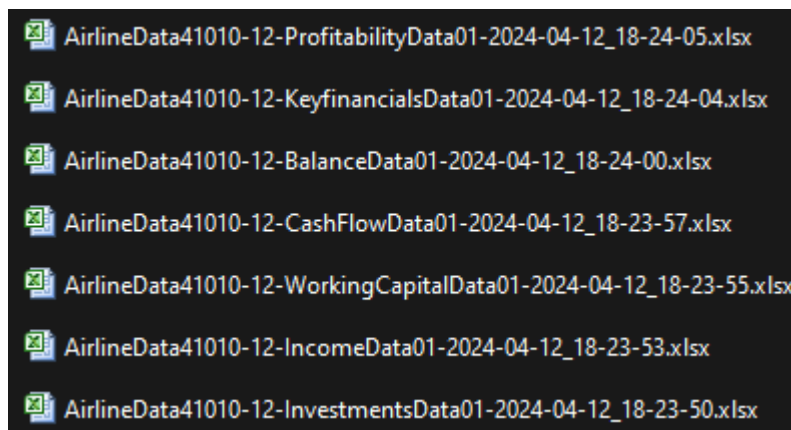 AirlineData41010-12-ProfitabilityData01-2024-04-12_18-24-05.xlsx
AirlineData41010-12-KeyfinancialsData01-2024-04-12_18-24-04.xlsx
AirlineData41010-12-BalanceData01-2024-04-12_18-24-00.xlsx
AirlineData41010-12-CashFlowData01-2024-04-12_18-23-57.xlsx
AirlineData41010-12-WorkingCapitalData01-2024-04-12_18-23-55.xlsx
AirlineData41010-12-IncomeData01-2024-04-12_18-23-53.xlsx
AirlineData41010-12-InvestmentsData01-2024-04-12_18-23-50.xlsx